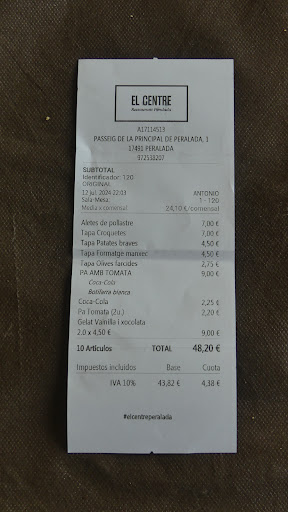 EL CENTRE
A17114513
PASSEIG DE LA PRINCIPAL DE PERALADA, 1
17491 PERALADA
972538207
SUBTOTAL
Identificador: 120
ORIGINAL
12 jul. 2024 22:03 ANTONIO
Sala-Mesa: 1 - 120
Media x comensal 24,10 €/comensal
Aletes de pollastre 7,00 €
Tapa Croquetes 7,00 €
Tapa Patates braves 4,50 €
Tapa Formatge manxec 4,50 €
Tapa Olives farcides 2,75 €
PA AMB TOMATA 9,00 €
Coca-Cola
Botifarra blanca
Coca-Cola 2,25 €
Pa Tomata (2u.) 2,20 €
Gelat Vainilla i xocolata
2.0 x 4,50 € 9,00 €
10 Artículos TOTAL 48,20 €
Impuestos incluidos Base Cuota
IVA 10% 43,82 € 4,38 €
#elcentreperalada